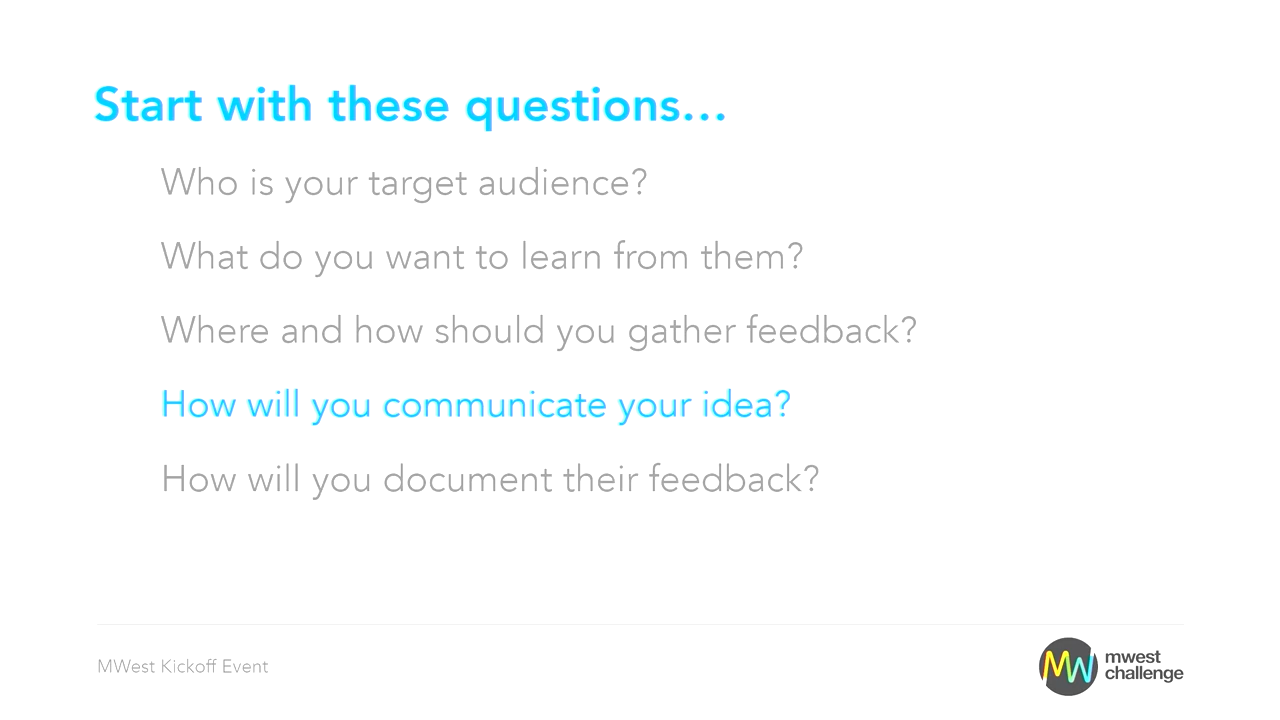 Start with these questions…
Who is your target audience?
What do you want to learn from them?
Where and how should you gather feedback?
How will you communicate your idea?
How will you document their feedback?
MWest Kickoff Event
MW
mwest
challenge